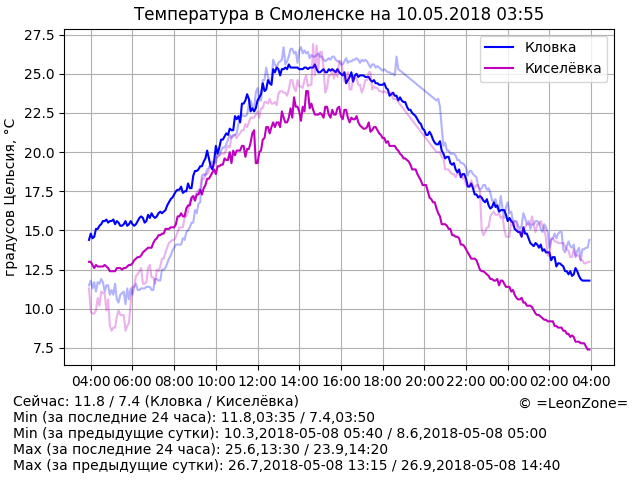 Температура в Смоленске на 10.05.2018 03:55
27.5
25.0
22.5
20.0
17.5
15.0
12.5
10.0
7.5
градусов Цельсия, °C
Кловка
Киселёвка
04:00 06:00 08:00 10:00 12:00 14:00 16:00 18:00 20:00 22:00 00:00 02:00 04:00
Сейчас: 11.8 / 7.4 (Кловка / Киселёвка)
© =LeonZone=
Min (за последние 24 часа): 11.8,03:35 / 7.4,03:50
Min (за предыдущие сутки): 10.3,2018-05-08 05:40 / 8.6,2018-05-08 05:00
Max (за последние 24 часа): 25.6,13:30 / 23.9,14:20
Max (за предыдущие сутки): 26.7,2018-05-08 13:15 / 26.9,2018-05-08 14:40